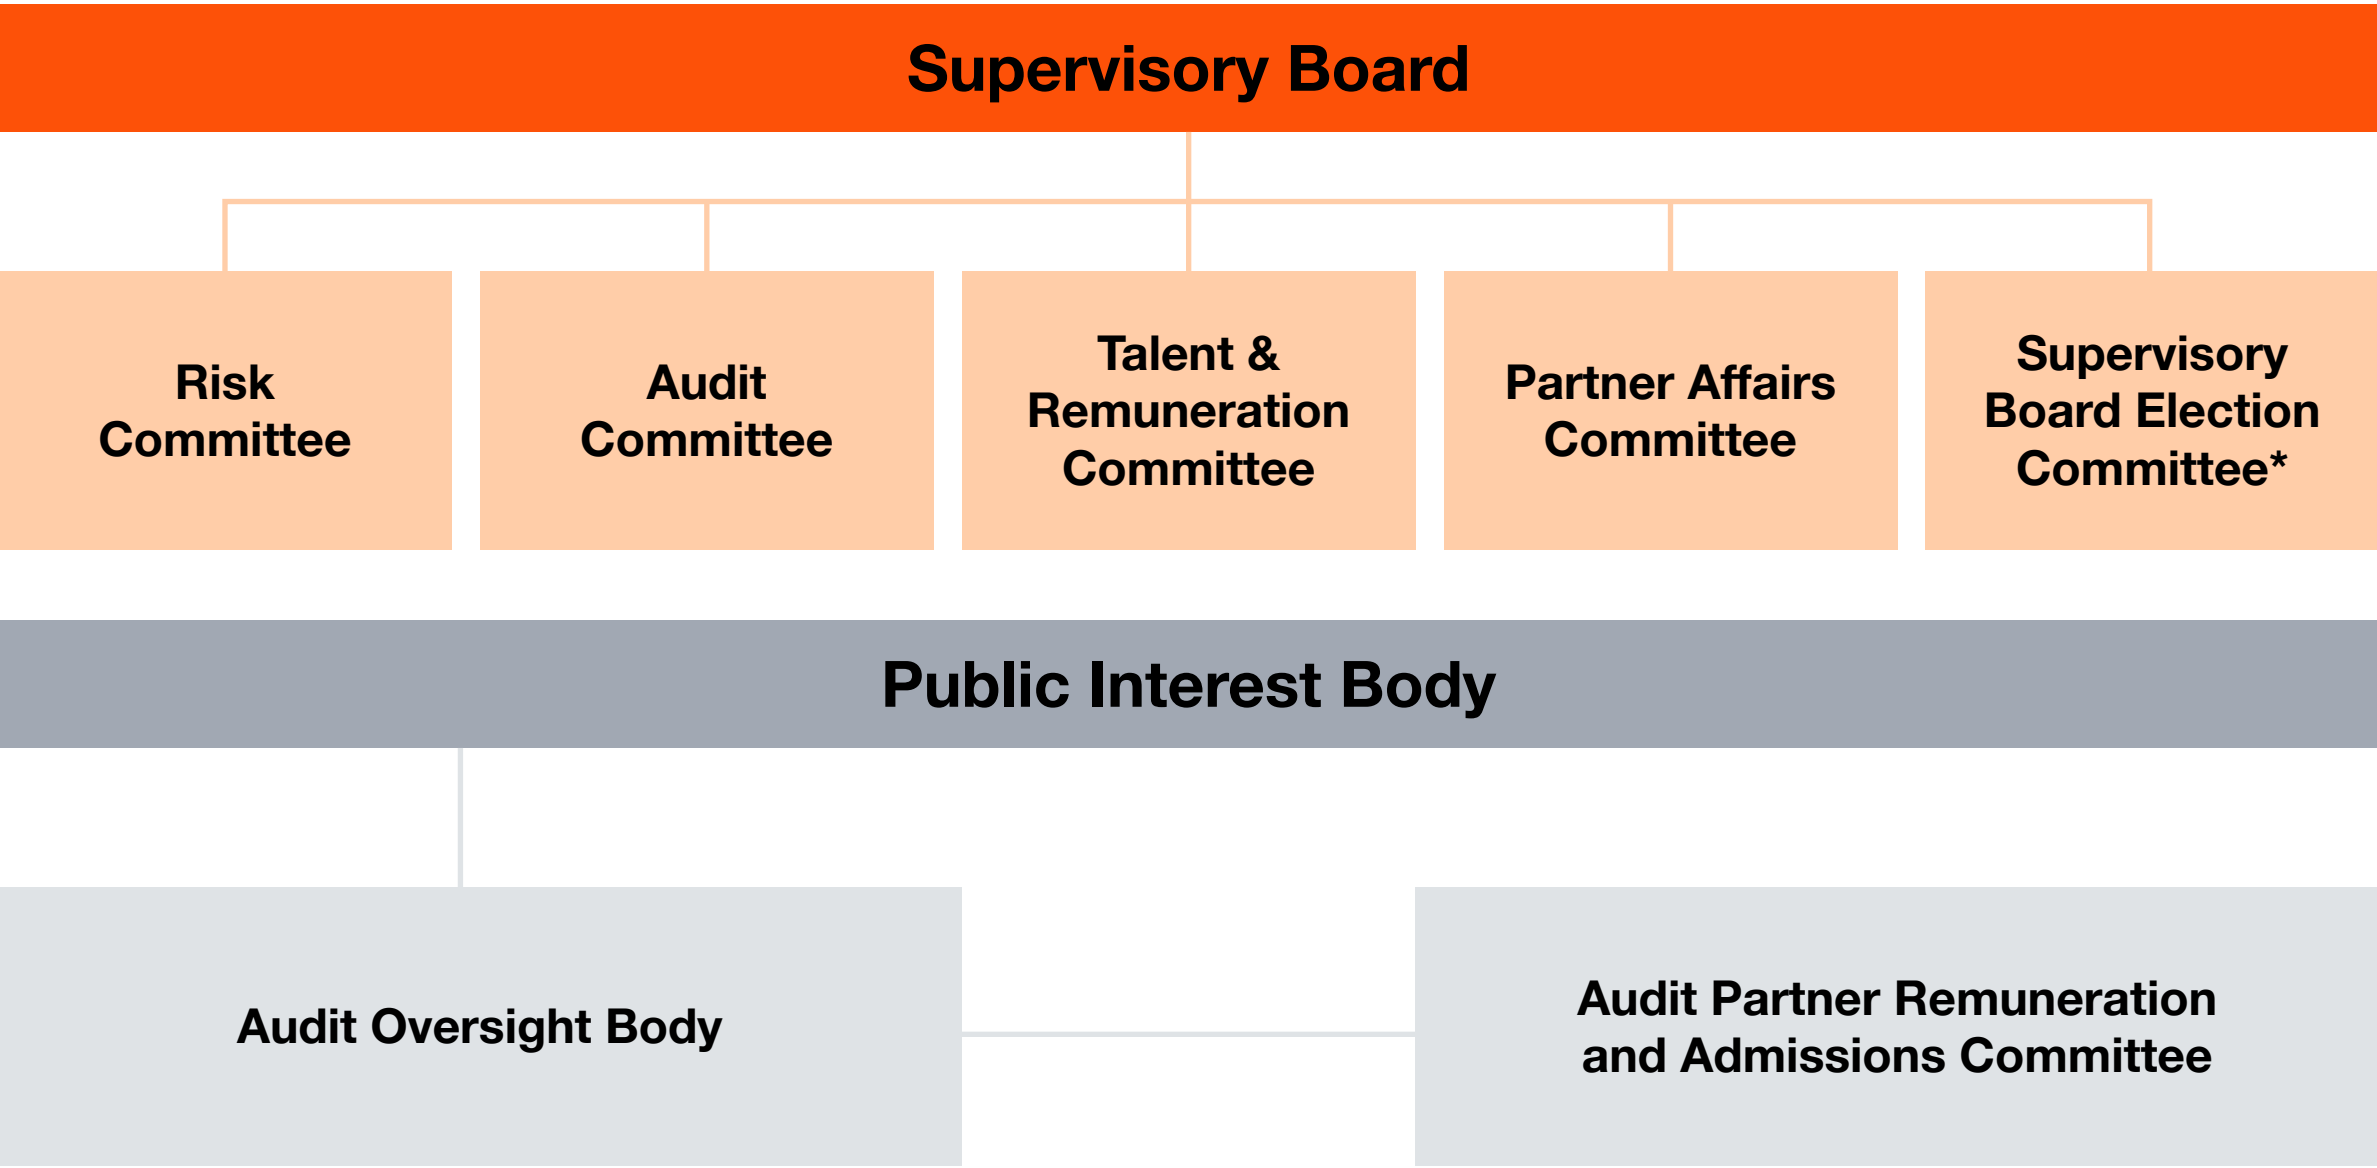 Supervisory Board
Risk
Committee
Audit
Committee
Talent &
Remuneration
Committee
Partner Affairs
Committee
Supervisory
Board Election
Committee*
Public Interest Body
Audit Oversight Body
Audit Partner Remuneration
and Admissions Committee